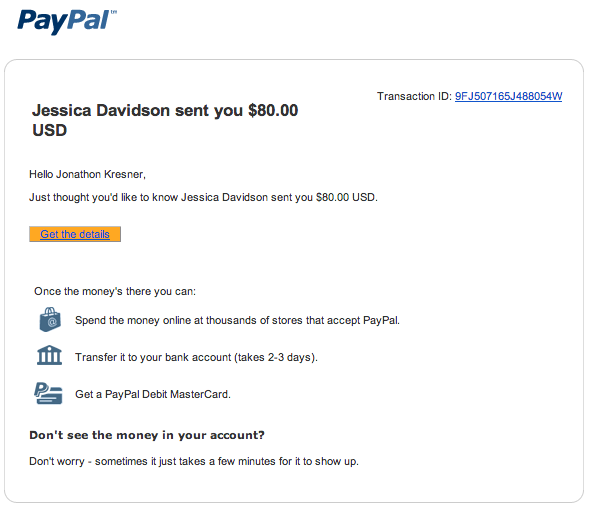 PayPal™
Transaction ID: 9FJ507165J488054W
Jessica Davidson sent you $80.00
USD
Hello Jonathon Kresner,
Just thought you'd like to know Jessica Davidson sent you $80.00 USD.
Get the details
Once the money's there you can:
@
Spend the money online at thousands of stores that accept PayPal.
Transfer it to your bank account (takes 2-3 days).
P
Get a PayPal Debit MasterCard.
Don't see the money in your account?
Don't worry - sometimes it just takes a few minutes for it to show up.